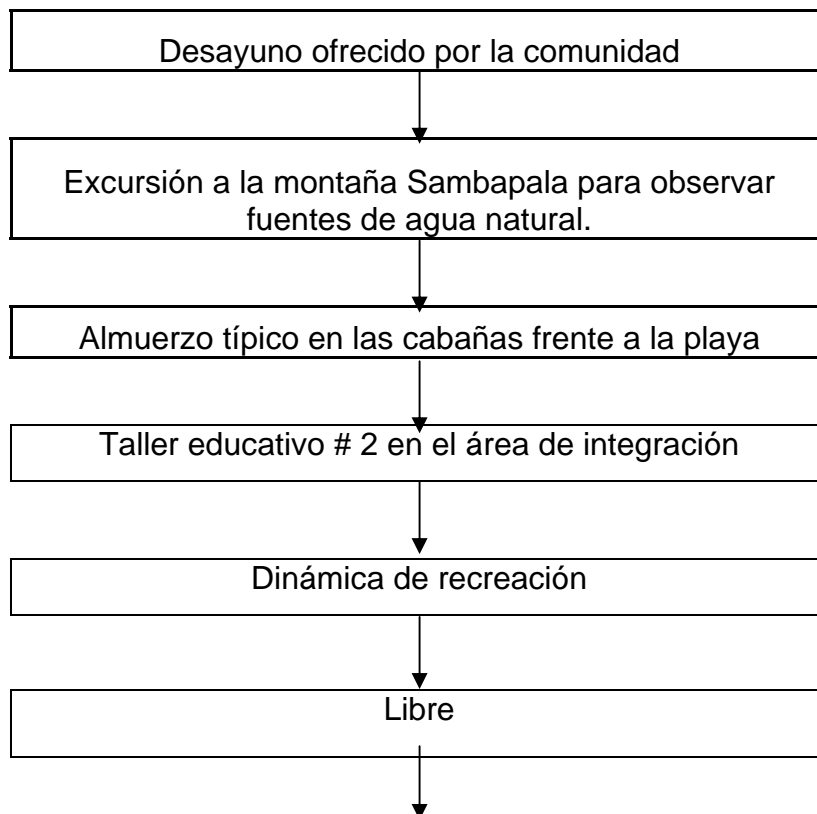 Desayuno ofrecido por la comunidad
Excursión a la montaña Sambapala para observar
fuentes de agua natural.
Almuerzo típico en las cabañas frente a la playa
Taller educativo # 2 en el área de integración
Dinámica de recreación
Libre